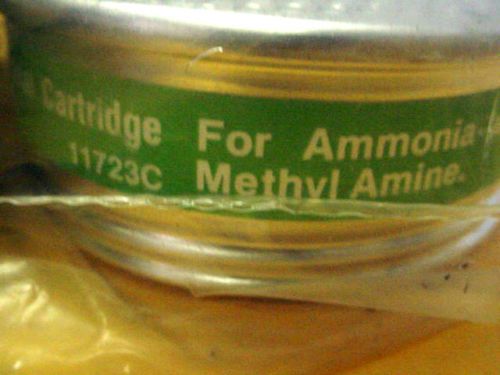 Cartridge For Ammonia-
11723C Methyl Amine.